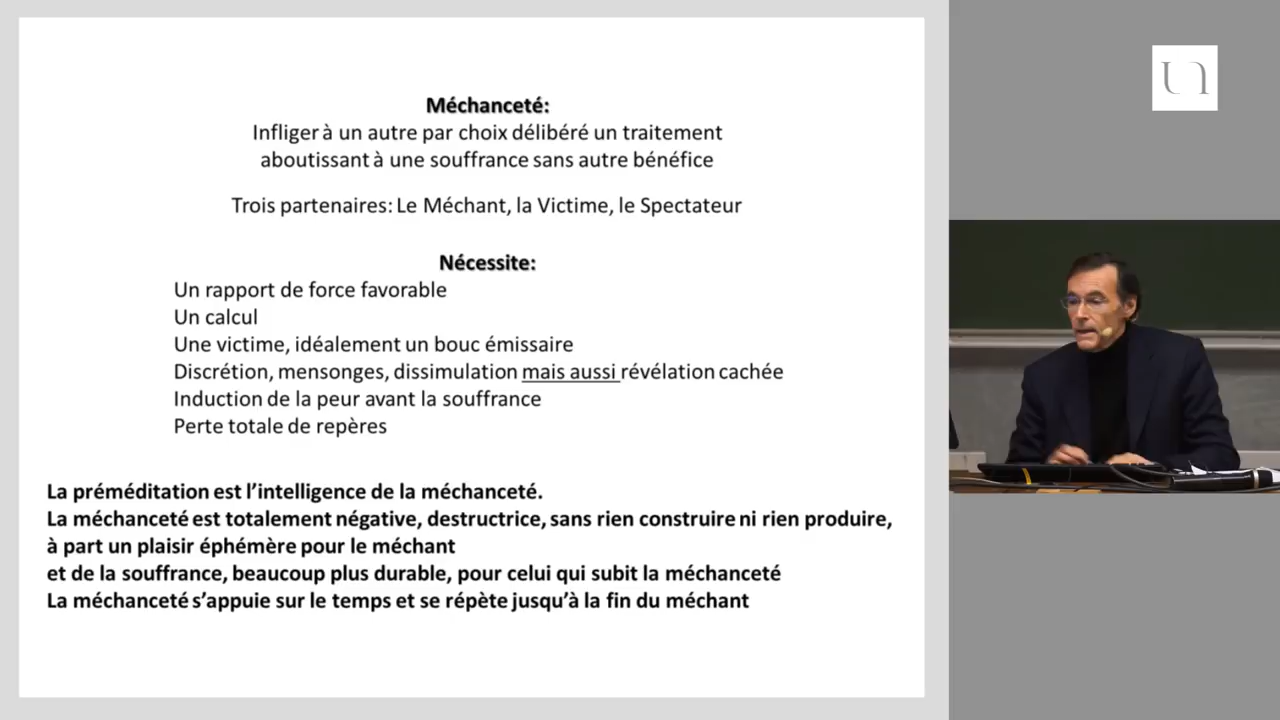 Méchanceté:
Infliger à un autre par choix délibéré un traitement
aboutissant à une souffrance sans autre bénéfice
Trois partenaires: Le Méchant, la Victime, le Spectateur
Nécessite:
Un rapport de force favorable
Un calcul
Une victime, idéalement un bouc émissaire
Discrétion, mensonges, dissimulation mais aussi révélation cachée
Induction de la peur avant la souffrance
Perte totale de repères
La préméditation est l’intelligence de la méchanceté.
La méchanceté est totalement négative, destructrice, sans rien construire ni rien produire,
à part un plaisir éphémère pour le méchant
et de la souffrance, beaucoup plus durable, pour celui qui subit la méchanceté
La méchanceté s’appuie sur le temps et se répète jusqu’à la fin du méchant